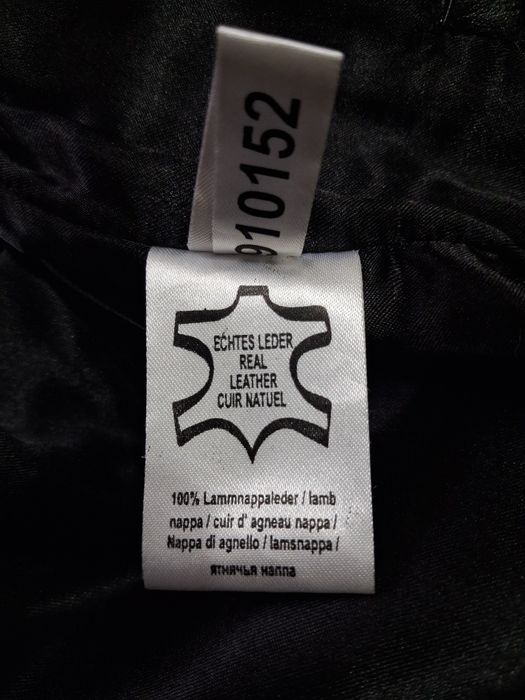 910152
ECHTES LEDER
REAL
LEATHER
CUIR NATUEL
100% Lammnappaleder / lamb
nappa / cuir d' agneau nappa /
Nappa di agnello / lamsnappa /
ятнячья наппа